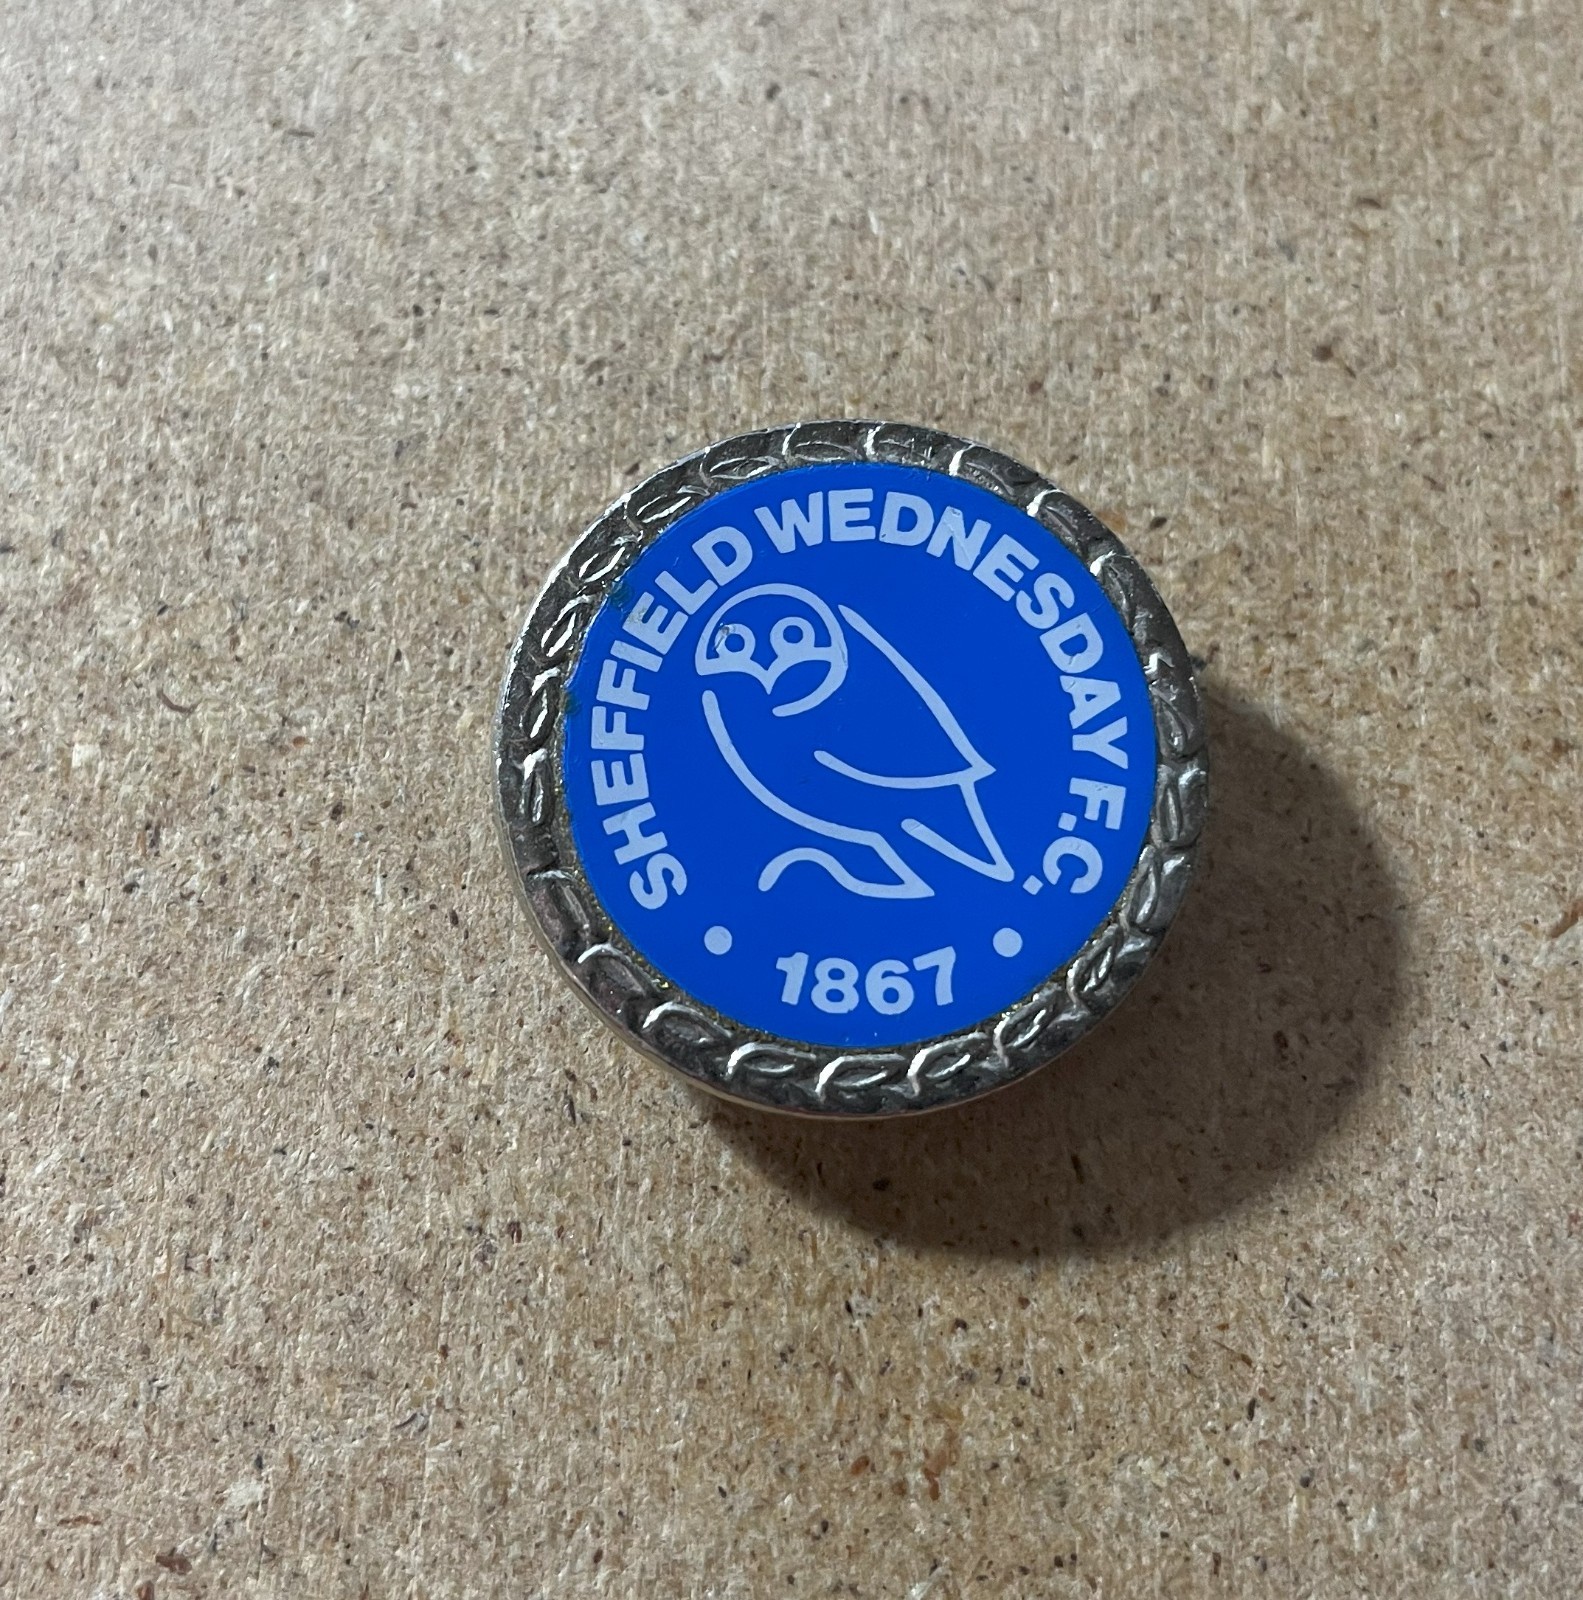 SHEFFIELD WEDNESDAY F.C.
• 1867 •